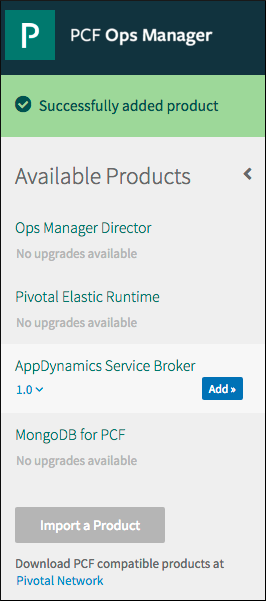 P PCF Ops Manager
Successfully added product
Available Products
Ops Manager Director
No upgrades available
Pivotal Elastic Runtime
No upgrades available
AppDynamics Service Broker
1.0 Add »
MongoDB for PCF
No upgrades available
Import a Product
Download PCF compatible products at
Pivotal Network